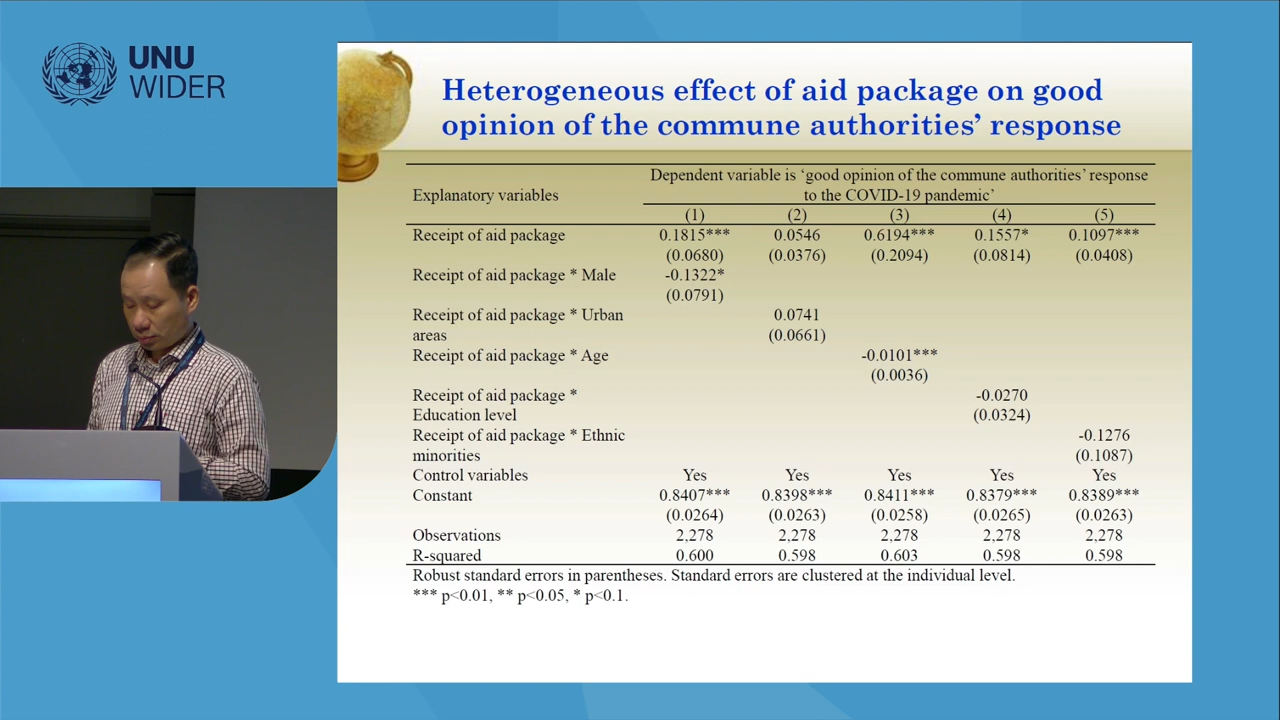 UNU
WIDER
Heterogeneous effect of aid package on good
opinion of the commune authorities' response
Explanatory variables
Dependent variable is 'good opinion of the commune authorities' response
to the COVID-19 pandemic'
(1) (2) (3) (4) (5)
Receipt of aid package 0.1815*** 0.0546 0.6194*** 0.1557* 0.1097***
(0.0680) (0.0376) (0.2094) (0.0814) (0.0408)
Receipt of aid package * Male -0.1322*
(0.0791)
Receipt of aid package * Urban 0.0741
areas (0.0661)
Receipt of aid package * Age -0.0101***
(0.0036)
Receipt of aid package * -0.0270
Education level (0.0324)
Receipt of aid package * Ethnic -0.1276
minorities (0.1087)
Control variables Yes Yes Yes Yes Yes
Constant 0.8407*** 0.8398*** 0.8411*** 0.8379*** 0.8389***
(0.0264) (0.0263) (0.0258) (0.0265) (0.0263)
Observations 2,278 2,278 2,278 2,278 2,278
R-squared 0.600 0.598 0.603 0.598 0.598
Robust standard errors in parentheses. Standard errors are clustered at the individual level.
*** p<0.01, ** p<0.05, * p<0.1.